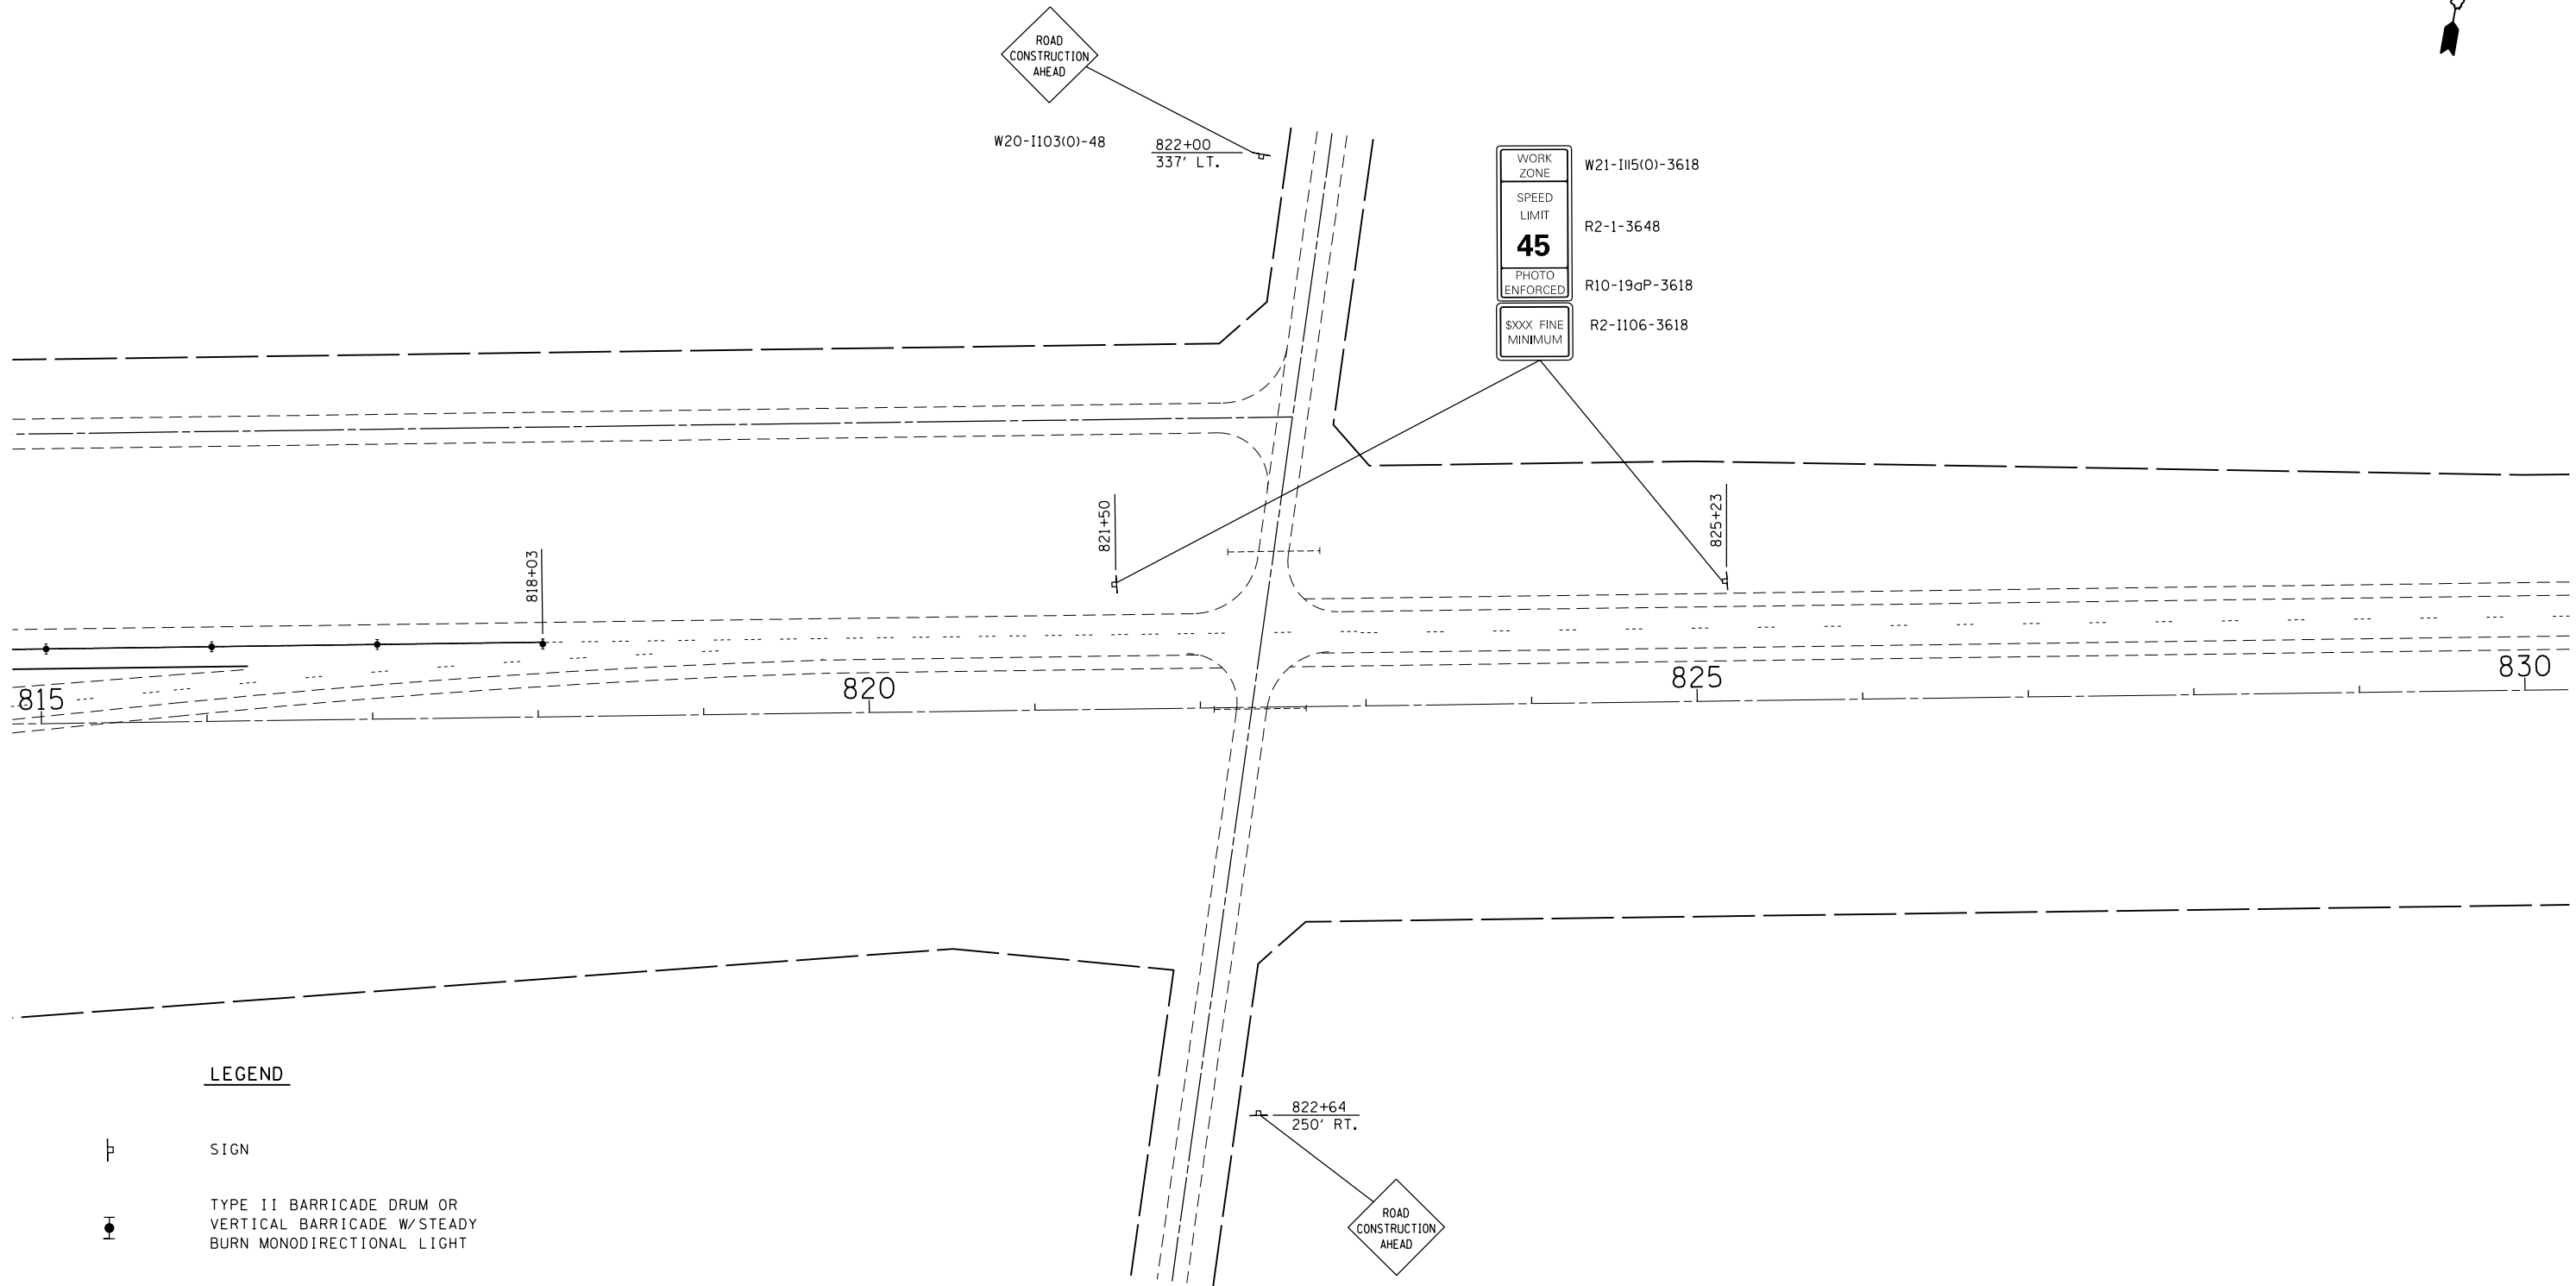 ROAD
CONSTRUCTION
AHEAD
W20-I103(0)-48
822+00
337' LT.
WORK
ZONE
W21-I115(0)-3618
SPEED
LIMIT
45
R2-1-3648
PHOTO
ENFORCED
R10-19aP-3618
$XXX FINE
MINIMUM
R2-I106-3618
821+50
825+23
818+03
815
820
825
830
LEGEND
SIGN
TYPE II BARRICADE DRUM OR
VERTICAL BARRICADE W/STEADY
BURN MONODIRECTIONAL LIGHT
822+64
250' RT.
ROAD
CONSTRUCTION
AHEAD